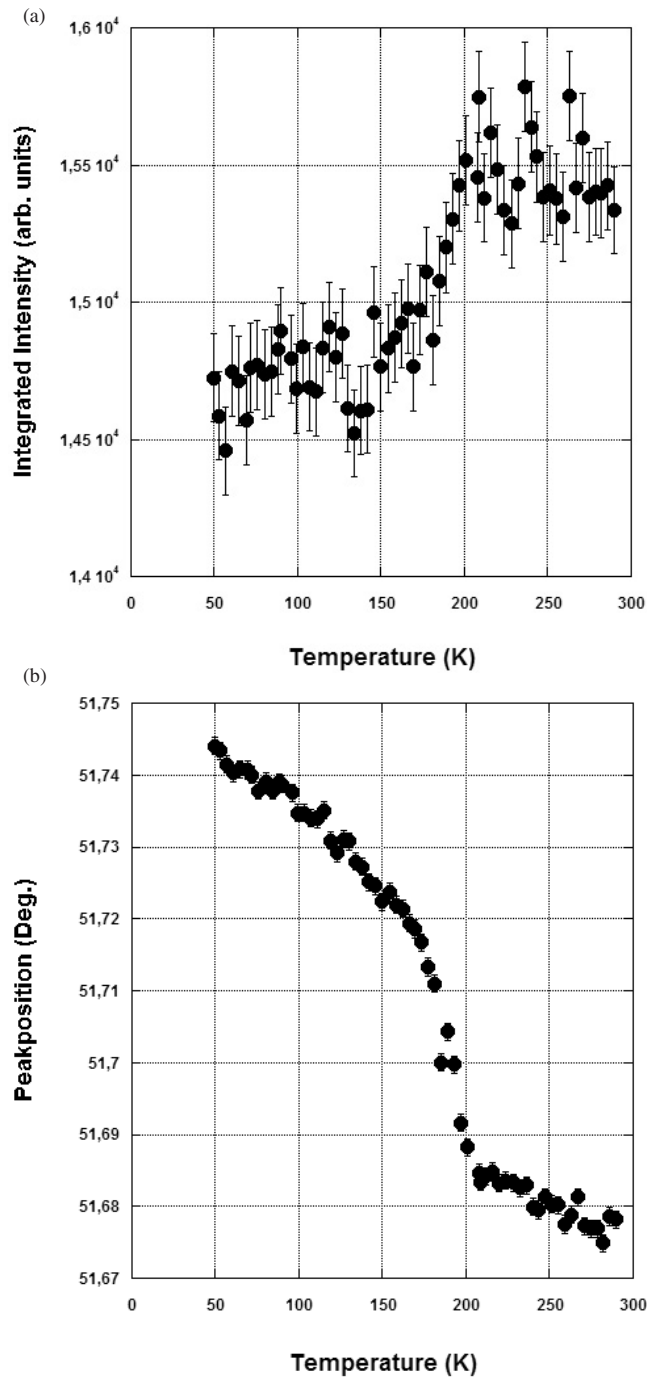 (a)
1,6 10⁴
1,55 10⁴
1,5 10⁴
1,45 10⁴
1,4 10⁴
Integrated Intensity (arb. units)
0 50 100 150 200 250 300
Temperature (K)
(b)
51,75
51,74
51,73
51,72
51,71
51,7
51,69
51,68
51,67
Peakposition (Deg.)
0 50 100 150 200 250 300
Temperature (K)